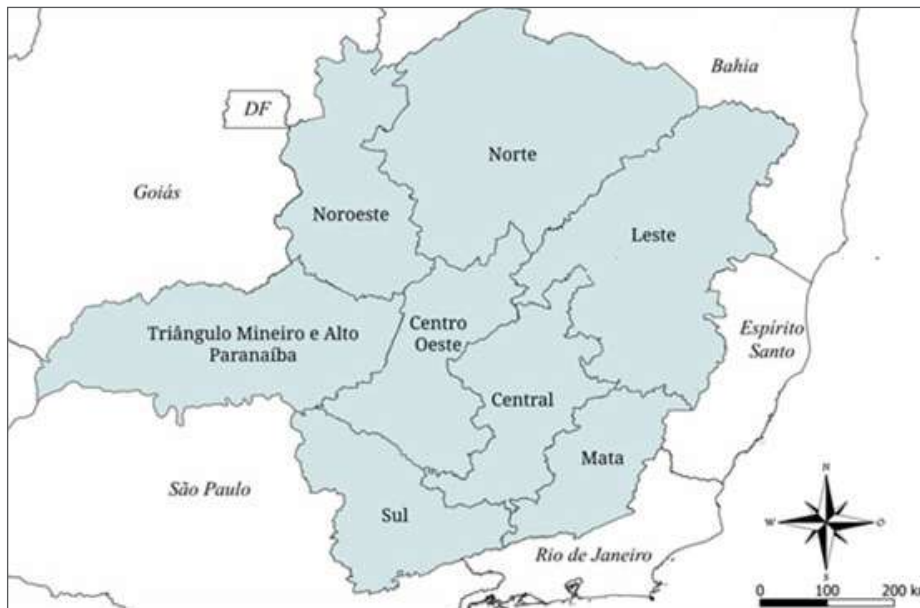 Bahia
DF
Norte
Goiás
Noroeste
Leste
Triângulo Mineiro e Alto
Paranaíba
Centro
Oeste
Espírito
Santo
Central
Mata
São Paulo
Sul
Rio de Janeiro
N
W
O
S
0 100 200 k